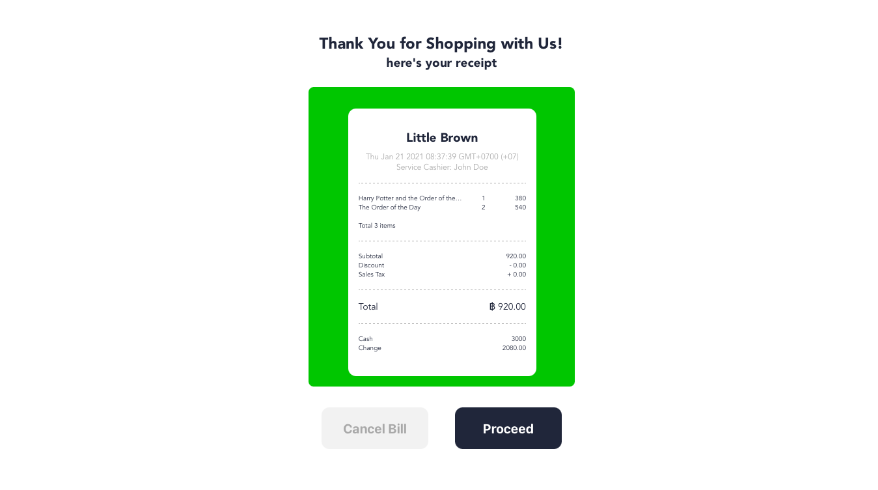 Thank You for Shopping with Us!
here's your receipt
Little Brown
Thu Jan 21 2021 08:37:39 GMT+0700 (+07)
Service Cashier: John Doe
Harry Potter and the Order of the... 1 380
The Order of the Day 2 540
Total 3 items
Subtotal 920.00
Discount - 0.00
Sales Tax + 0.00
Total ฿ 920.00
Cash 3000
Change 2080.00
Cancel Bill Proceed